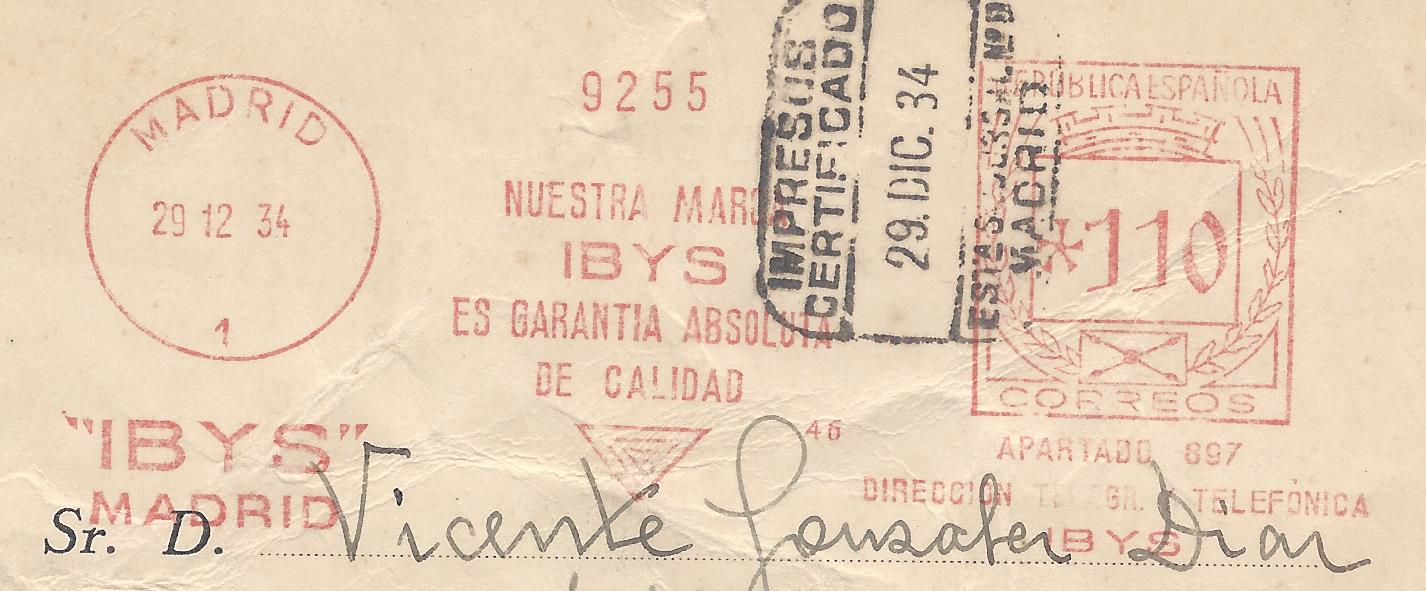 MADRID
29 12 34
1
"IBYS"
MADRID
9255
NUESTRA MARCA
IBYS
ES GARANTIA ABSOLUTA
DE CALIDAD
46
IMPRESOS
CERTIFICADO
29. DIC. 34
MADRID
REPÚBLICA ESPAÑOLA
*110
CORREOS
APARTADO 897
DIRECCIÓN TELEGR. Y TELEFÓNICA
IBYS
Sr. D. Vicente Gonzalez Diaz